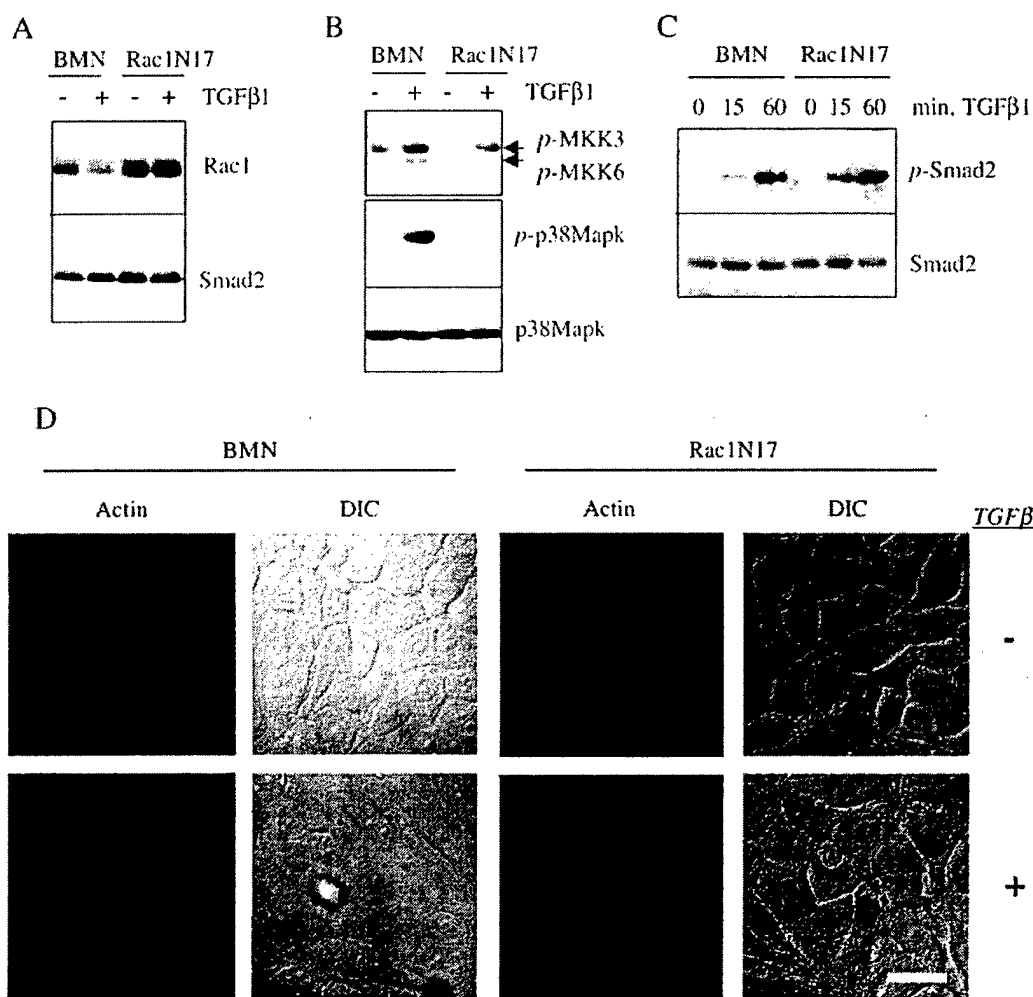 A
BMN Rac1N17
- + - + TGFβ1
Rac1
Smad2
B
BMN Rac1N17
- + - + TGFβ1
p-MKK3
p-MKK6
p-p38Mapk
p38Mapk
C
BMN Rac1N17
0 15 60 0 15 60 min, TGFβ1
p-Smad2
Smad2
D
BMN Rac1N17
Actin DIC Actin DIC TGFβ
-
+